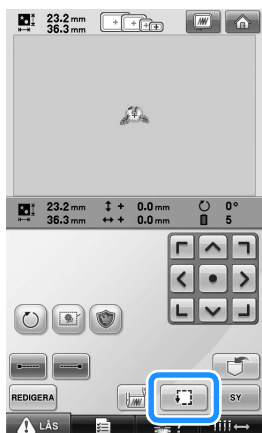 23.2 mm
36.3 mm
23.2 mm + 0.0 mm 0°
36.3 mm + 0.0 mm 5
REDIGERA SY
LÅS ?